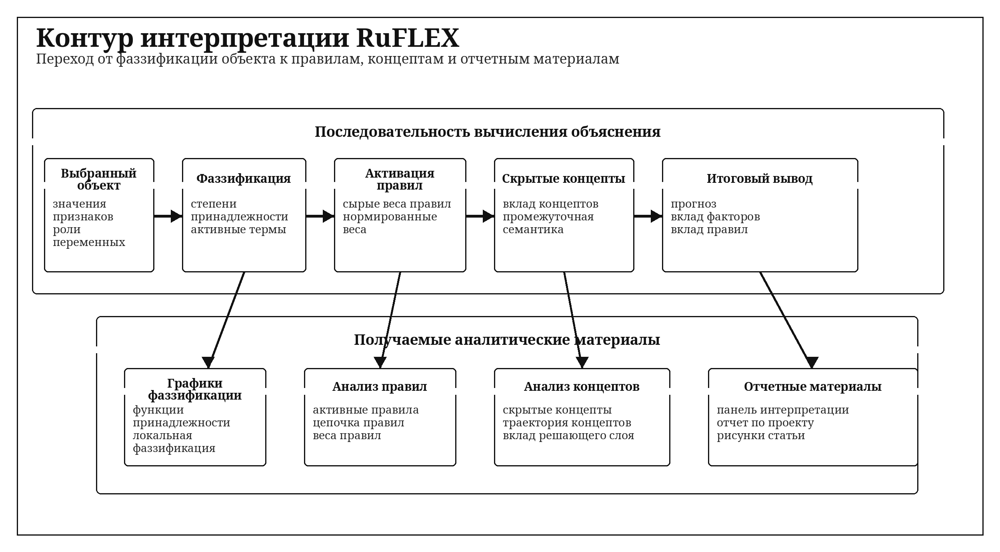 Контур интерпретации RuFLEX
Переход от фаззификации объекта к правилам, концептам и отчетным материалам
Последовательность вычисления объяснения
Выбранный
объект
значения
признаков
роли
переменных
Фаззификация
степени
принадлежности
активные термы
Активация
правил
сырые веса правил
нормированные
веса
Скрытые концепты
вклад концептов
промежуточная
семантика
Итоговый вывод
прогноз
вклад факторов
вклад правил
Получаемые аналитические материалы
Графики
фаззификации
функции
принадлежности
локальная
фаззификация
Анализ правил
активные правила
цепочка правил
веса правил
Анализ концептов
скрытые концепты
траектория концептов
вклад решающего слоя
Отчетные материалы
панель интерпретации
отчет по проекту
рисунки статьи